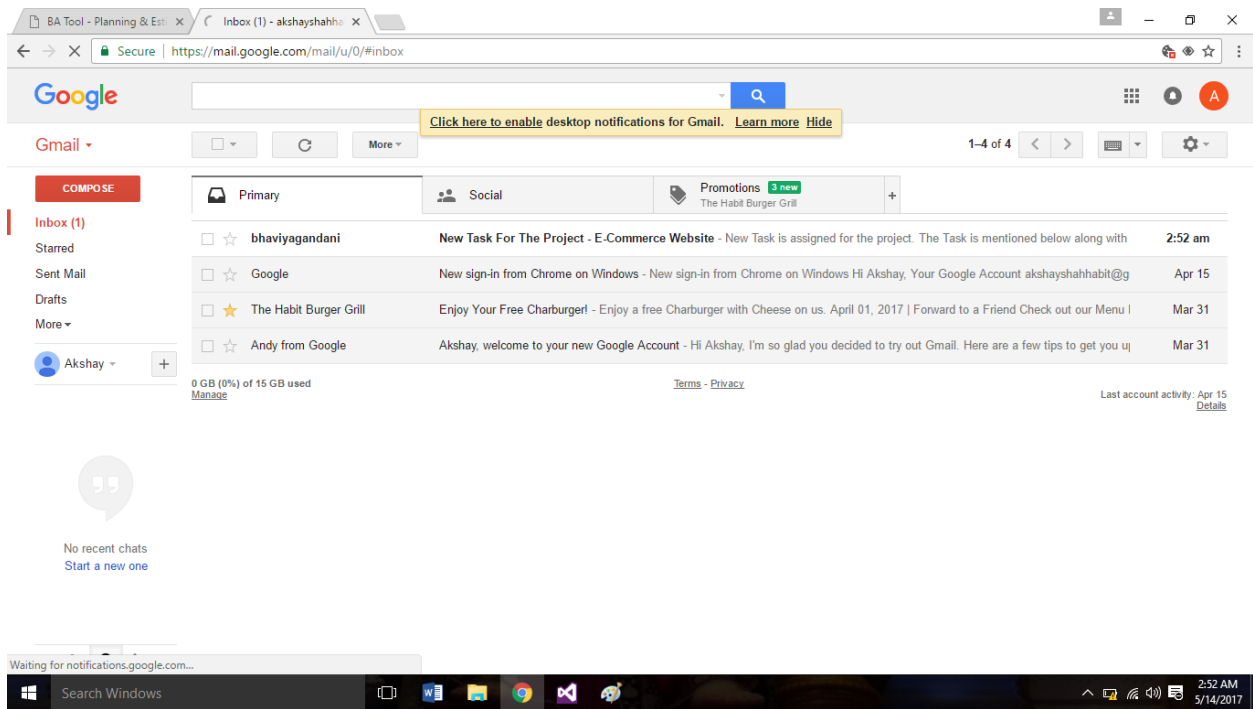 BA Tool - Planning & Esti
Inbox (1) - akshayshahha
Secure https://mail.google.com/mail/u/0/#inbox
Google
A
Click here to enable desktop notifications for Gmail. Learn more Hide
Gmail
More
1–4 of 4
COMPOSE
Inbox (1)
Starred
Sent Mail
Drafts
More
Akshay
+
Primary
Social
Promotions 3 new
The Habit Burger Grill
+
bhaviyagandani New Task For The Project - E-Commerce Website - New Task is assigned for the project. The Task is mentioned below along with 2:52 am
Google New sign-in from Chrome on Windows - New sign-in from Chrome on Windows Hi Akshay, Your Google Account akshayshahhabit@g Apr 15
The Habit Burger Grill Enjoy Your Free Charburger! - Enjoy a free Charburger with Cheese on us. April 01, 2017 | Forward to a Friend Check out our Menu Mar 31
Andy from Google Akshay, welcome to your new Google Account - Hi Akshay, I'm so glad you decided to try out Gmail. Here are a few tips to get you Mar 31
0 GB (0%) of 15 GB used
Manage
Terms - Privacy
Last account activity: Apr 15
Details
No recent chats
Start a new one
Waiting for notifications.google.com...
Search Windows
2:52 AM
5/14/2017